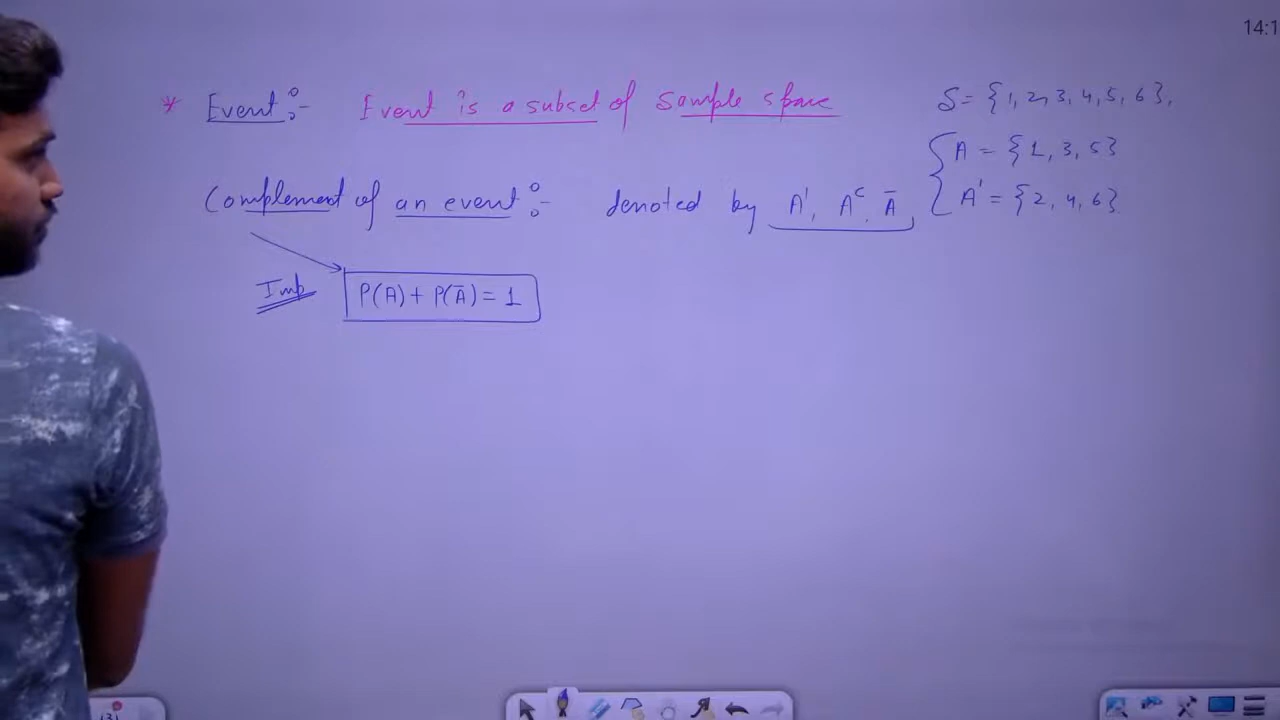 14:1
* Event :- Event is a subset of Sample space
S = {1, 2, 3, 4, 5, 6},
A = {1, 3, 5}
Complement of an event :- denoted by A', Aᶜ, Ā,
A' = {2, 4, 6}
Imp P(A) + P(Ā) = 1